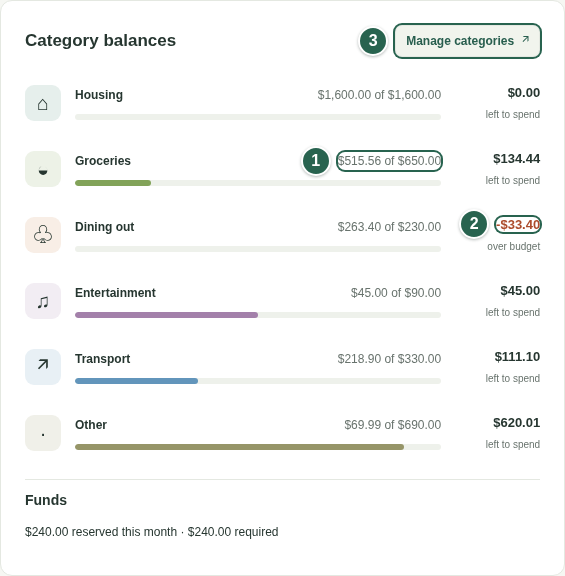 Category balances
3
Manage categories ↗
Housing $1,600.00 of $1,600.00 $0.00
left to spend
Groceries 1 $515.56 of $650.00 $134.44
left to spend
Dining out $263.40 of $230.00 2 -$33.40
over budget
Entertainment $45.00 of $90.00 $45.00
left to spend
Transport $218.90 of $330.00 $111.10
left to spend
Other $69.99 of $690.00 $620.01
left to spend
Funds
$240.00 reserved this month · $240.00 required